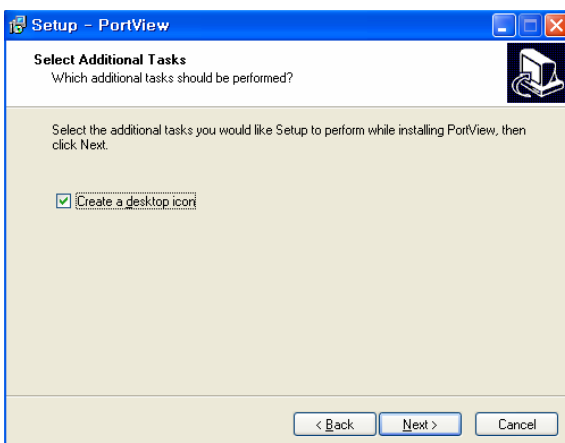 Setup - PortView
Select Additional Tasks
Which additional tasks should be performed?
Select the additional tasks you would like Setup to perform while installing PortView, then
click Next.
Create a desktop icon
< Back
Next >
Cancel